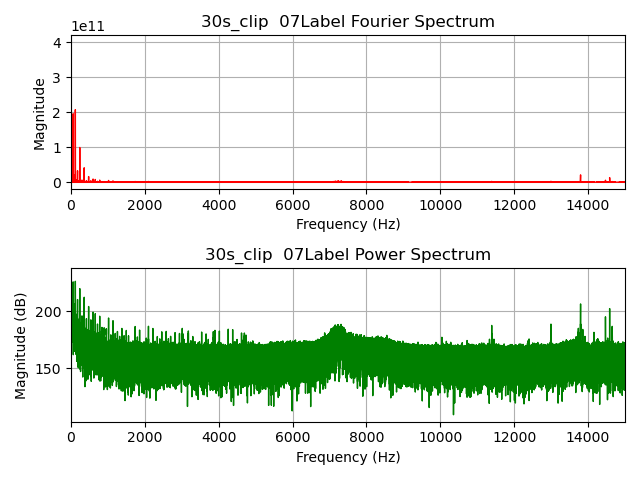 30s_clip  07Label Fourier Spectrum
1e11
4
3
2
1
0
Magnitude
0 2000 4000 6000 8000 10000 12000 14000
Frequency (Hz)
30s_clip  07Label Power Spectrum
200
150
Magnitude (dB)
0 2000 4000 6000 8000 10000 12000 14000
Frequency (Hz)